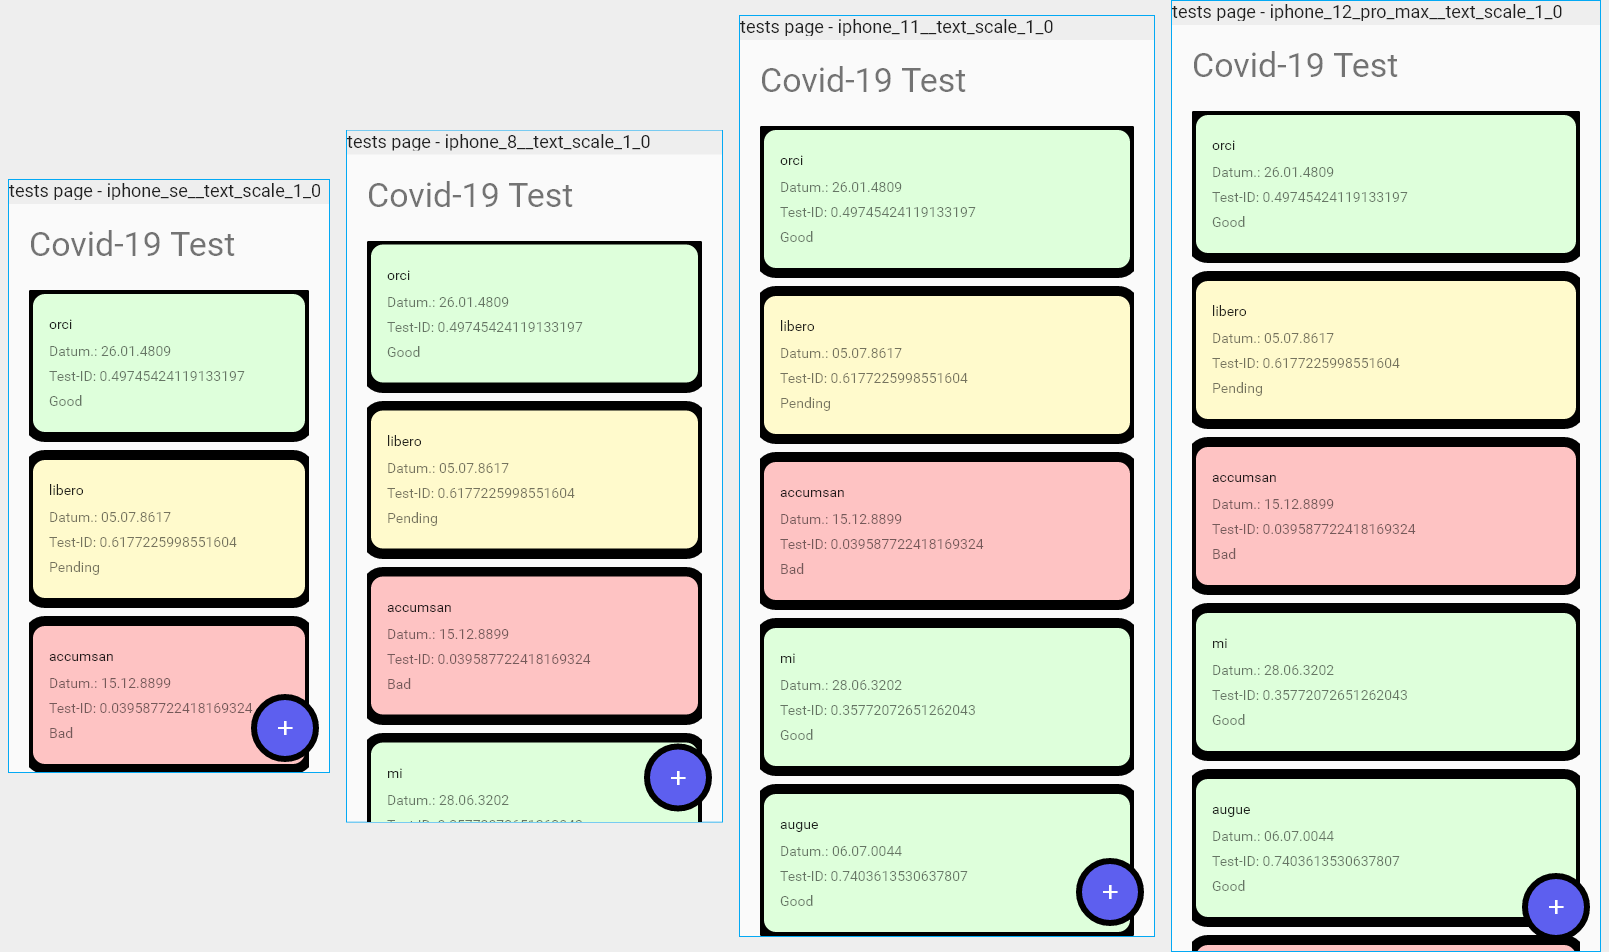 tests page - iphone_se__text_scale_1_0
Covid-19 Test
orci
Datum.: 26.01.4809
Test-ID: 0.49745424119133197
Good
libero
Datum.: 05.07.8617
Test-ID: 0.6177225998551604
Pending
accumsan
Datum.: 15.12.8899
Test-ID: 0.039587722418169324
Bad
+
tests page - iphone_8__text_scale_1_0
Covid-19 Test
orci
Datum.: 26.01.4809
Test-ID: 0.49745424119133197
Good
libero
Datum.: 05.07.8617
Test-ID: 0.6177225998551604
Pending
accumsan
Datum.: 15.12.8899
Test-ID: 0.039587722418169324
Bad
mi
Datum.: 28.06.3202
+
tests page - iphone_11__text_scale_1_0
Covid-19 Test
orci
Datum.: 26.01.4809
Test-ID: 0.49745424119133197
Good
libero
Datum.: 05.07.8617
Test-ID: 0.6177225998551604
Pending
accumsan
Datum.: 15.12.8899
Test-ID: 0.039587722418169324
Bad
mi
Datum.: 28.06.3202
Test-ID: 0.35772072651262043
Good
augue
Datum.: 06.07.0044
Test-ID: 0.7403613530637807
Good
+
tests page - iphone_12_pro_max__text_scale_1_0
Covid-19 Test
orci
Datum.: 26.01.4809
Test-ID: 0.49745424119133197
Good
libero
Datum.: 05.07.8617
Test-ID: 0.6177225998551604
Pending
accumsan
Datum.: 15.12.8899
Test-ID: 0.039587722418169324
Bad
mi
Datum.: 28.06.3202
Test-ID: 0.35772072651262043
Good
augue
Datum.: 06.07.0044
Test-ID: 0.7403613530637807
Good
+